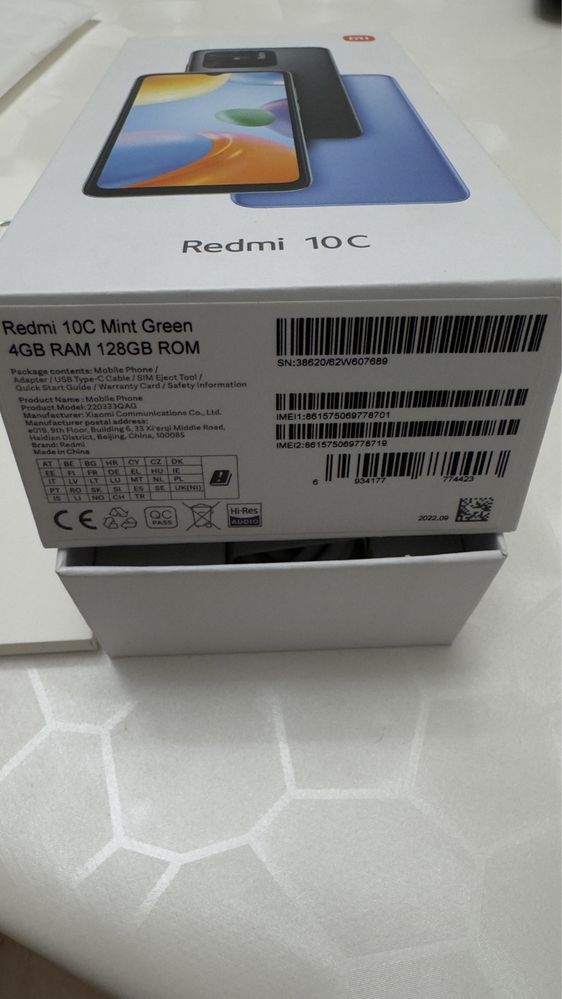 mi
Redmi 10C
Redmi 10C Mint Green
4GB RAM 128GB ROM
Package contents: Mobile Phone /
Adapter / USB Type-C Cable / SIM Eject Tool /
Quick Start Guide / Warranty Card / Safety Information
Product Name: Mobile Phone
Product Model: 220333QAG
Manufacturer: Xiaomi Communications Co., Ltd.
Manufacturer postal address:
#019, 9th Floor, Building 6, 33 Xi'erqi Middle Road,
Haidian District, Beijing, China, 100085
Brand: Redmi
Made in China
AT BE BG HR CY CZ DK
EE FI FR DE EL HU IE
IT LV LT LU MT NL PL
PT RO SK SI ES SE UK(NI)
IS LI NO CH TR
CE
QC
PASS
Hi-Res
AUDIO
SN:38620/62W607689
IMEI1:861575069778701
IMEI2:861575069778719
6 934177 774423
2022.09